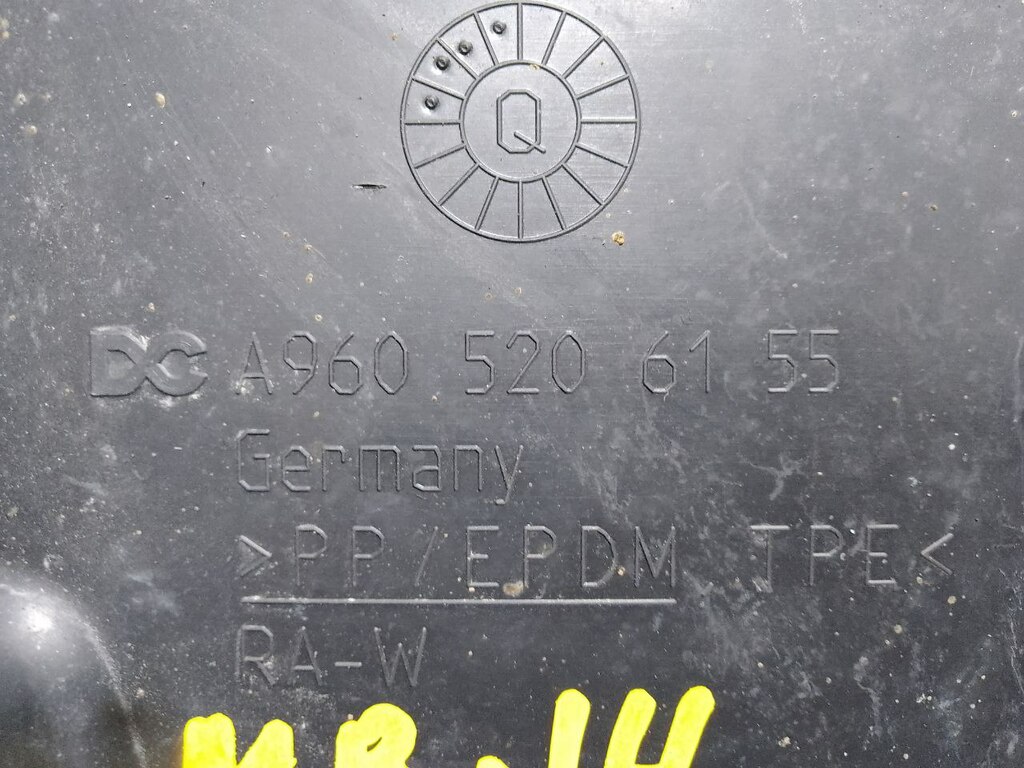 Q
DC A960 520 61 55
Germany
>PP/EPDM TPE<
RA-W